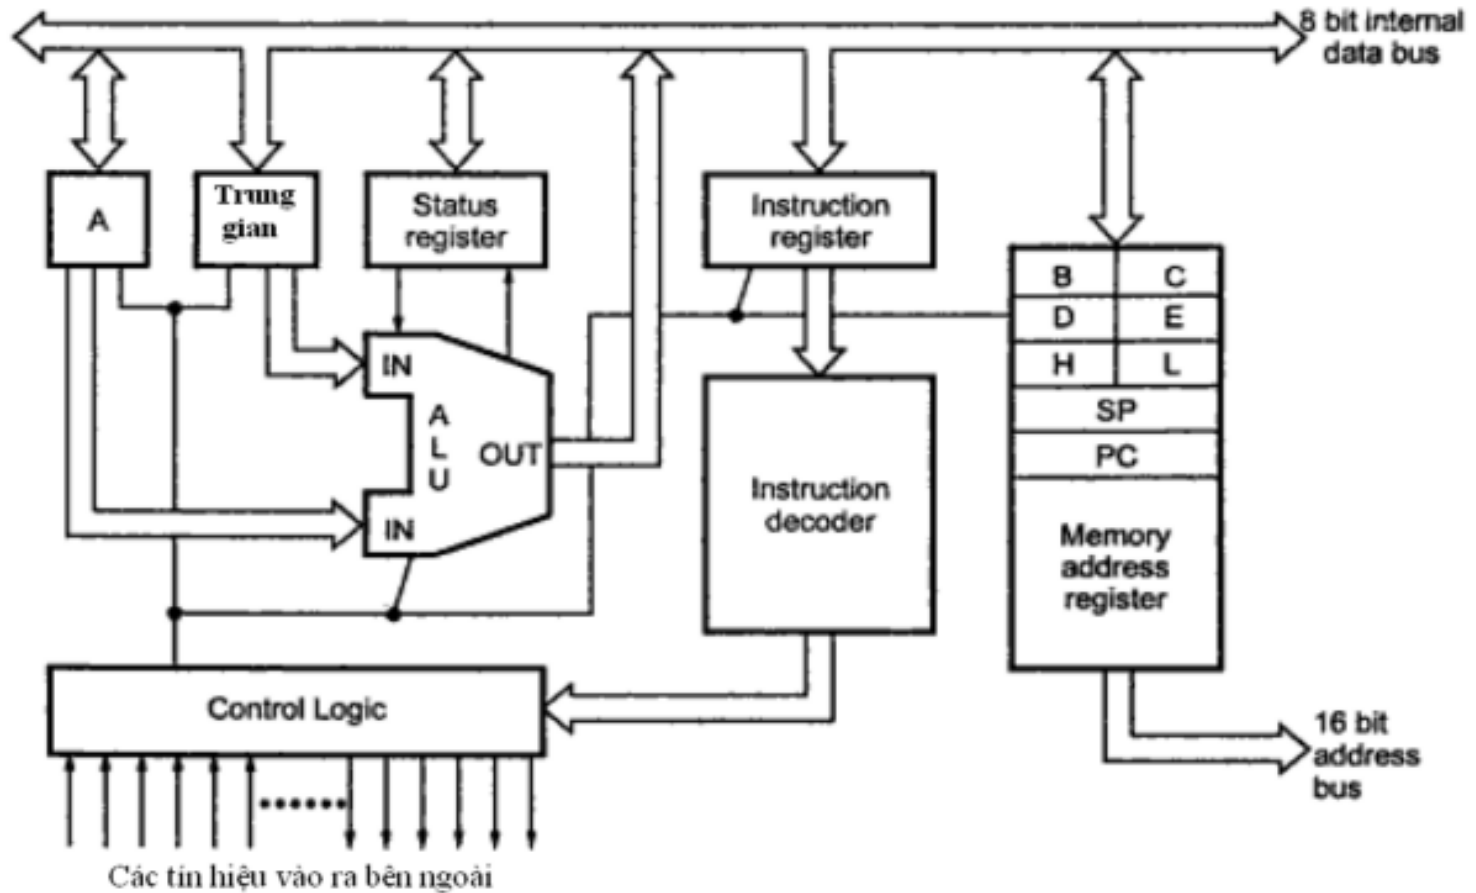 8 bit internal
data bus
A
Trung
gian
Status
register
Instruction
register
B
C
D
E
H
L
SP
PC
Memory
address
register
IN
A
L
U
OUT
IN
Instruction
decoder
Control Logic
16 bit
address
bus
Các tín hiệu vào ra bên ngoài